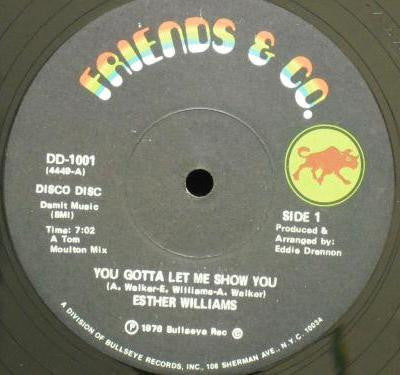 FRIENDS & CO.
DD-1001
(4449-A)
DISCO DISC
Damit Music
(BMI)
Time: 7:02
A Tom
Moulton Mix
SIDE 1
Produced &
Arranged by:
Eddie Drennon
YOU GOTTA LET ME SHOW YOU
(A. Walker-E. Williams-A. Walker)
ESTHER WILLIAMS
Ⓟ 1976 Bullseye Rec ©
A DIVISION OF BULLSEYE RECORDS, INC., 108 SHERMAN AVE., N.Y.C. 10034